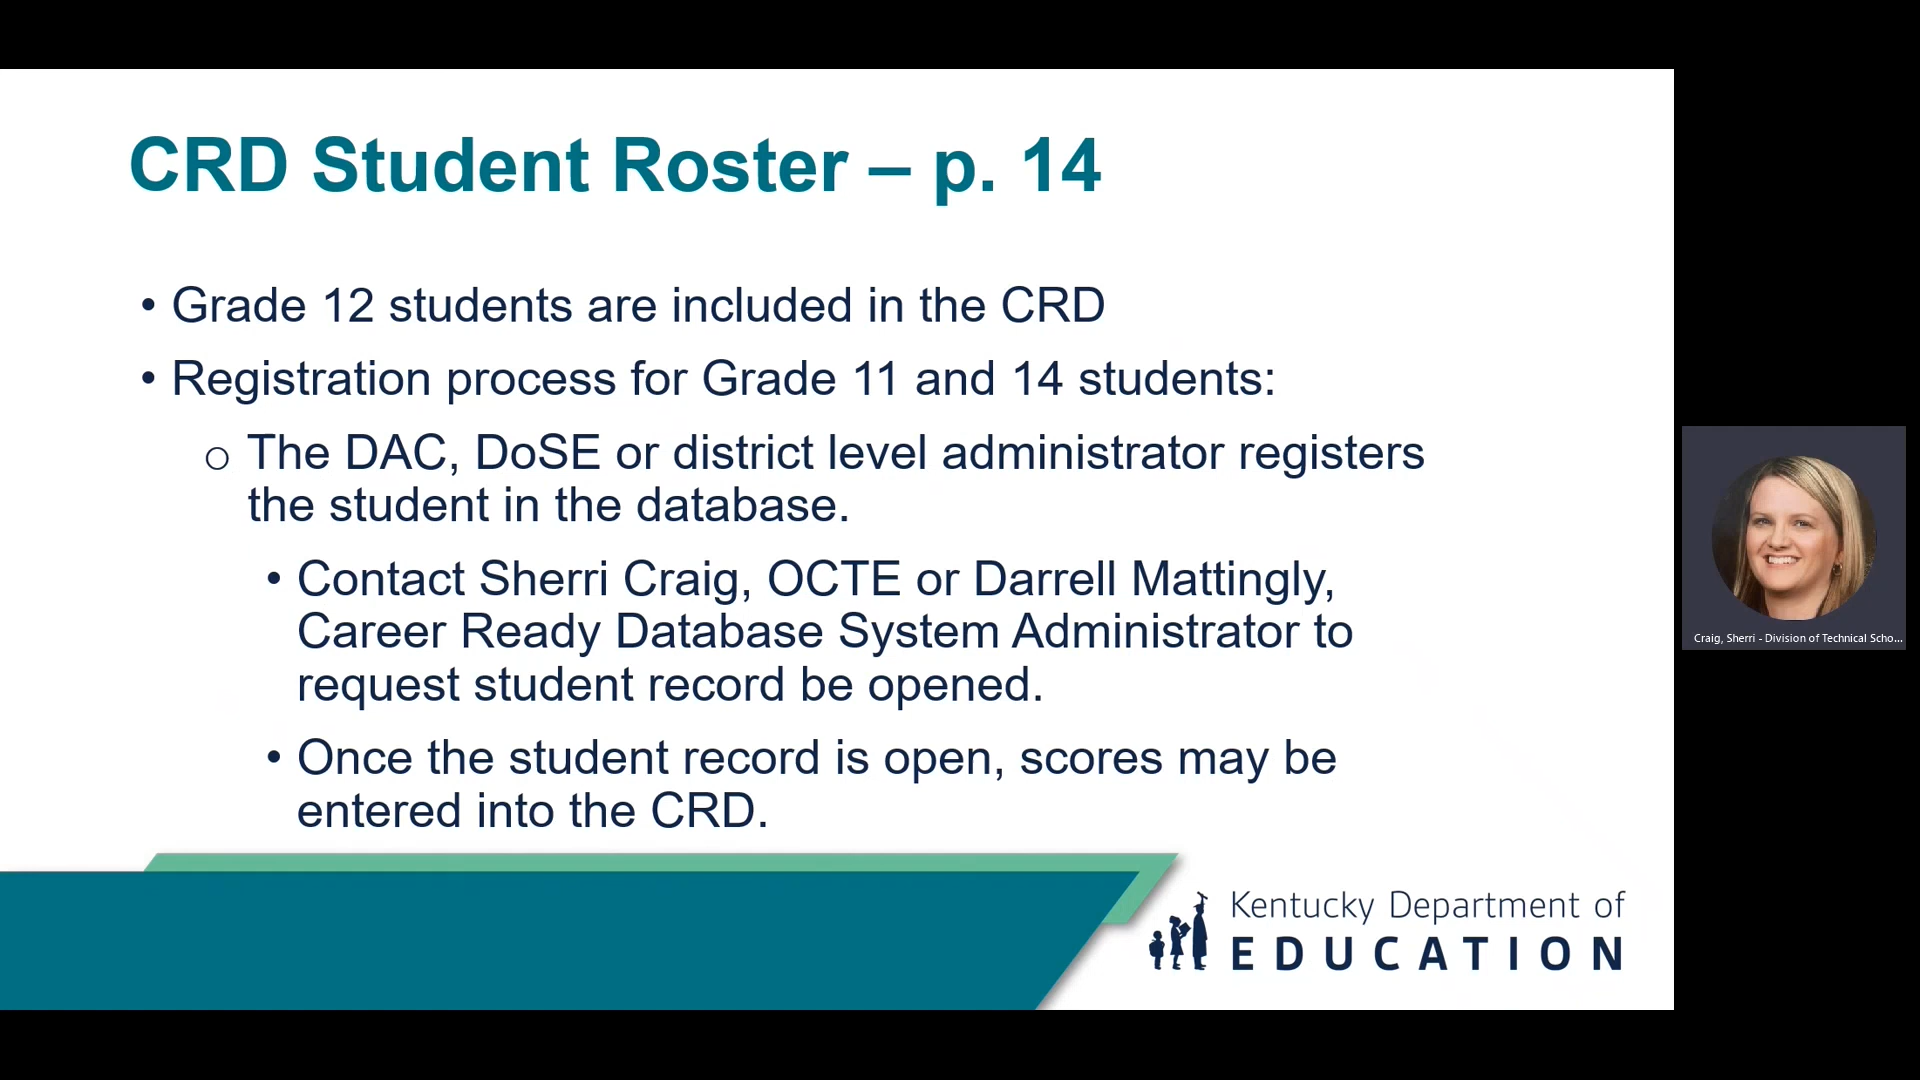 CRD Student Roster – p. 14
• Grade 12 students are included in the CRD
• Registration process for Grade 11 and 14 students:
o The DAC, DoSE or district level administrator registers
the student in the database.
• Contact Sherri Craig, OCTE or Darrell Mattingly,
Career Ready Database System Administrator to
request student record be opened.
• Once the student record is open, scores may be
entered into the CRD.
Kentucky Department of
EDUCATION
Craig, Sherri - Division of Technical Scho...